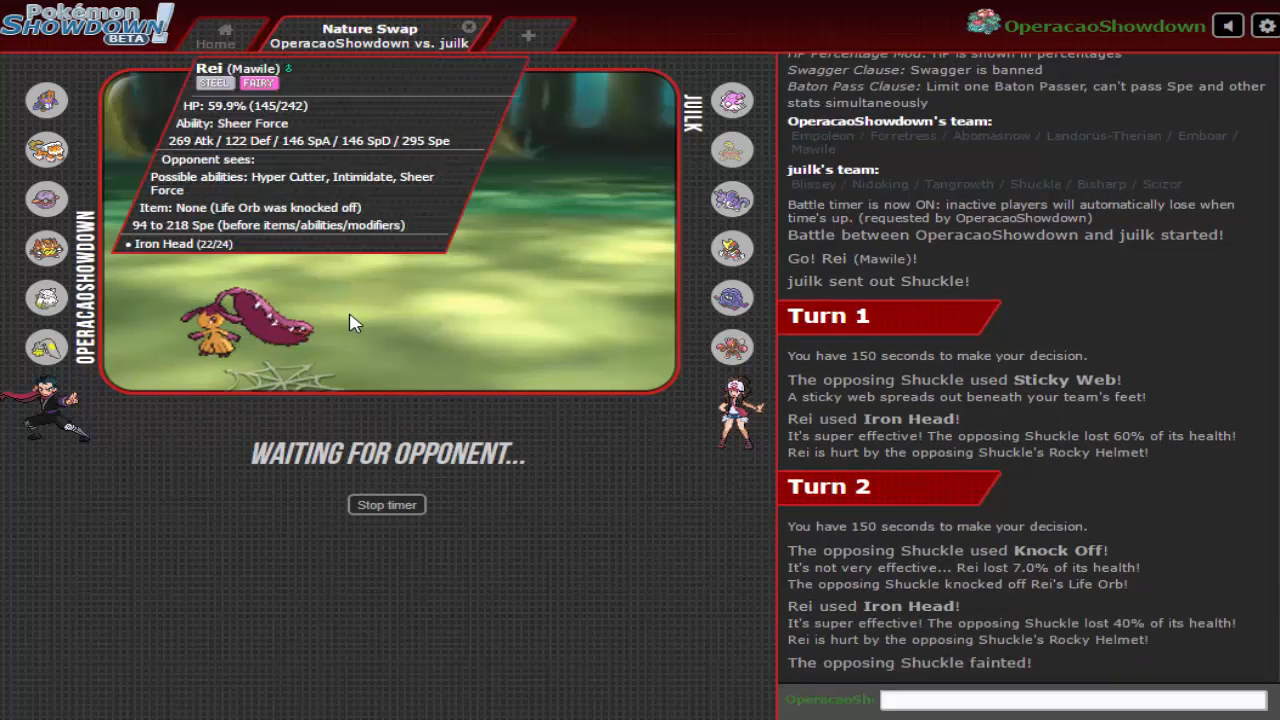 Pokémon
SHOWDOWN!
BETA
Home
Nature Swap
OperacaoShowdown vs. juilk
OperacaoShowdown
Rei (Mawile)
STEEL FAIRY
HP: 59.9% (145/242)
Ability: Sheer Force
269 Atk / 122 Def / 146 SpA / 146 SpD / 295 Spe
Opponent sees:
Possible abilities: Hyper Cutter, Intimidate, Sheer
Force
Item: None (Life Orb was knocked off)
94 to 218 Spe (before items/abilities/modifiers)
• Iron Head (22/24)
OPERACAOSHOWDOWN
JUILK
WAITING FOR OPPONENT...
Stop timer
HP Percentage Mod: HP is shown in percentages
Swagger Clause: Swagger is banned
Baton Pass Clause: Limit one Baton Passer, can't pass Spe and other
stats simultaneously
OperacaoShowdown's team:
Empoleon / Forretress / Abomasnow / Landorus-Therian / Emboar /
Mawile
juilk's team:
Blissey / Nidoking / Tangrowth / Shuckle / Bisharp / Scizor
Battle timer is now ON: inactive players will automatically lose when
time's up. (requested by OperacaoShowdown)
Battle between OperacaoShowdown and juilk started!
Go! Rei (Mawile)!
juilk sent out Shuckle!
Turn 1
You have 150 seconds to make your decision.
The opposing Shuckle used Sticky Web!
A sticky web spreads out beneath your team's feet!
Rei used Iron Head!
It's super effective! The opposing Shuckle lost 60% of its health!
Rei is hurt by the opposing Shuckle's Rocky Helmet!
Turn 2
You have 150 seconds to make your decision.
The opposing Shuckle used Knock Off!
It's not very effective... Rei lost 7.0% of its health!
The opposing Shuckle knocked off Rei's Life Orb!
Rei used Iron Head!
It's super effective! The opposing Shuckle lost 40% of its health!
Rei is hurt by the opposing Shuckle's Rocky Helmet!
The opposing Shuckle fainted!
OperacaoSh